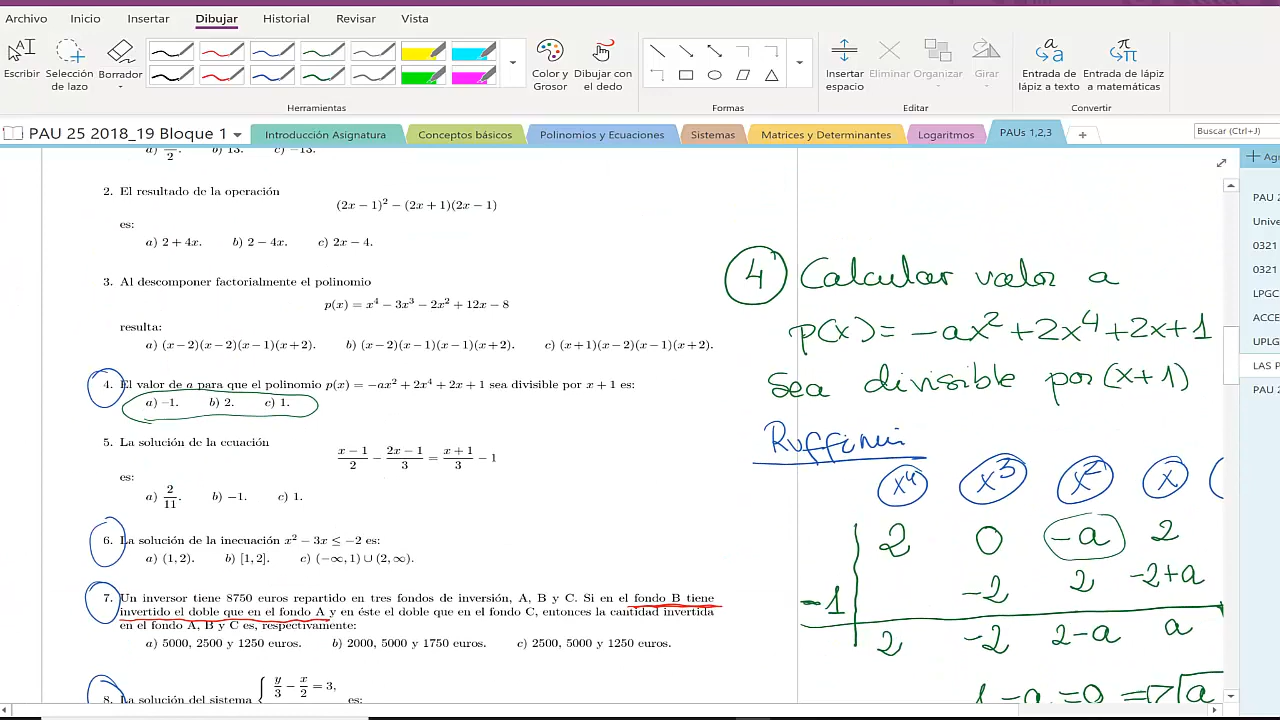 Archivo Inicio Insertar Dibujar Historial Revisar Vista
Escribir Selección de lazo Borrador Color y Grosor Dibujar con el dedo Insertar espacio Eliminar Organizar Girar Entrada de lápiz a texto Entrada de lápiz a matemáticas
Herramientas Formas Editar Convertir
PAU 25 2018_19 Bloque 1 Introducción Asignatura Conceptos básicos Polinomios y Ecuaciones Sistemas Matrices y Determinantes Logaritmos PAUs 1,2,3 Buscar (Ctrl+J)
a) —/2. b) 13. c) −13.
2. El resultado de la operación
(2x − 1)² − (2x + 1)(2x − 1)
es:
a) 2 + 4x. b) 2 − 4x. c) 2x − 4.
3. Al descomponer factorialmente el polinomio
p(x) = x⁴ − 3x³ − 2x² + 12x − 8
resulta:
a) (x−2)(x−2)(x−1)(x+2). b) (x−2)(x−1)(x−1)(x+2). c) (x+1)(x−2)(x−1)(x+2).
4. El valor de a para que el polinomio p(x) = −ax² + 2x⁴ + 2x + 1 sea divisible por x + 1 es:
a) −1. b) 2. c) 1.
5. La solución de la ecuación
(x − 1)/2 − (2x − 1)/3 = (x + 1)/3 − 1
es:
a) 2/11. b) −1. c) 1.
6. La solución de la inecuación x² − 3x ≤ −2 es:
a) (1, 2). b) [1, 2]. c) (−∞, 1) ∪ (2, ∞).
7. Un inversor tiene 8750 euros repartido en tres fondos de inversión, A, B y C. Si en el fondo B tiene
invertido el doble que en el fondo A y en éste el doble que en el fondo C, entonces la cantidad invertida
en el fondo A, B y C es, respectivamente:
a) 5000, 2500 y 1250 euros. b) 2000, 5000 y 1750 euros. c) 2500, 5000 y 1250 euros.
8. La solución del sistema { y/3 − x/2 = 3, es:
4 Calcular valor a
p(x) = −ax² + 2x⁴ + 2x + 1
Sea divisible por (x+1)
Ruffinni
x⁴ x³ x² x
2 0 −a 2
−1 −2 2 −2+a
2 −2 2−a a
1 − a = 0 => a
Agr
PAU 2
Unive
0321
0321
LPGC
ACCE
UPLG
LAS P
PAU 2